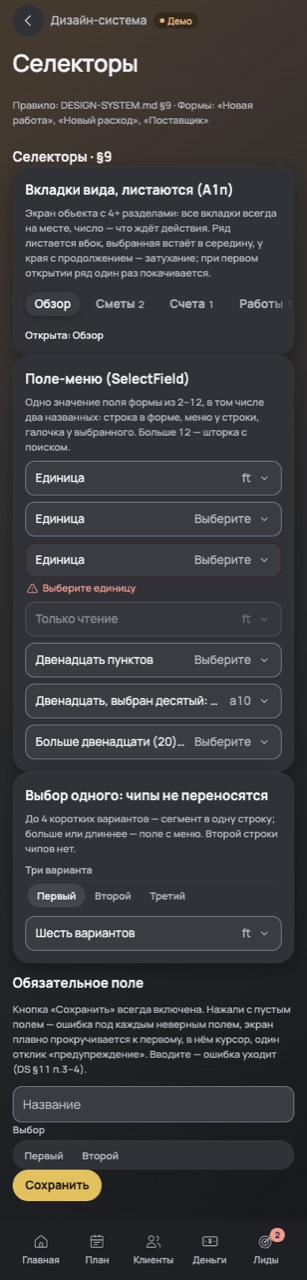 Дизайн-система • Демо
Селекторы
Правило: DESIGN-SYSTEM.md §9 · Формы: «Новая
работа», «Новый расход», «Поставщик»
Селекторы · §9
Вкладки вида, листаются (А1п)
Экран объекта с 4+ разделами: все вкладки всегда
на месте, число — что ждёт действия. Ряд
листается вбок, выбранная встаёт в середину, у
края с продолжением — затухание; при первом
открытии ряд один раз покачивается.
Обзор Сметы 2 Счета 1 Работы 1
Открыта: Обзор
Поле-меню (SelectField)
Одно значение поля формы из 2–12, в том числе
два названных: строка в форме, меню у строки,
галочка у выбранного. Больше 12 — шторка с
поиском.
Единица ft
Единица Выберите
Единица Выберите
Выберите единицу
Только чтение ft
Двенадцать пунктов Выберите
Двенадцать, выбран десятый: ... a10
Больше двенадцати (20)... Выберите
Выбор одного: чипы не переносятся
До 4 коротких вариантов — сегмент в одну строку;
больше или длиннее — поле с меню. Второй строки
чипов нет.
Три варианта
Первый Второй Третий
Шесть вариантов ft
Обязательное поле
Кнопка «Сохранить» всегда включена. Нажали с пустым
полем — ошибка под каждым неверным полем, экран
плавно прокручивается к первому, в нём курсор, один
отклик «предупреждение». Вводите — ошибка уходит
(DS §11 п.3–4).
Название
Выбор
Первый Второй
Сохранить
2
Главная План Клиенты Деньги Лиды